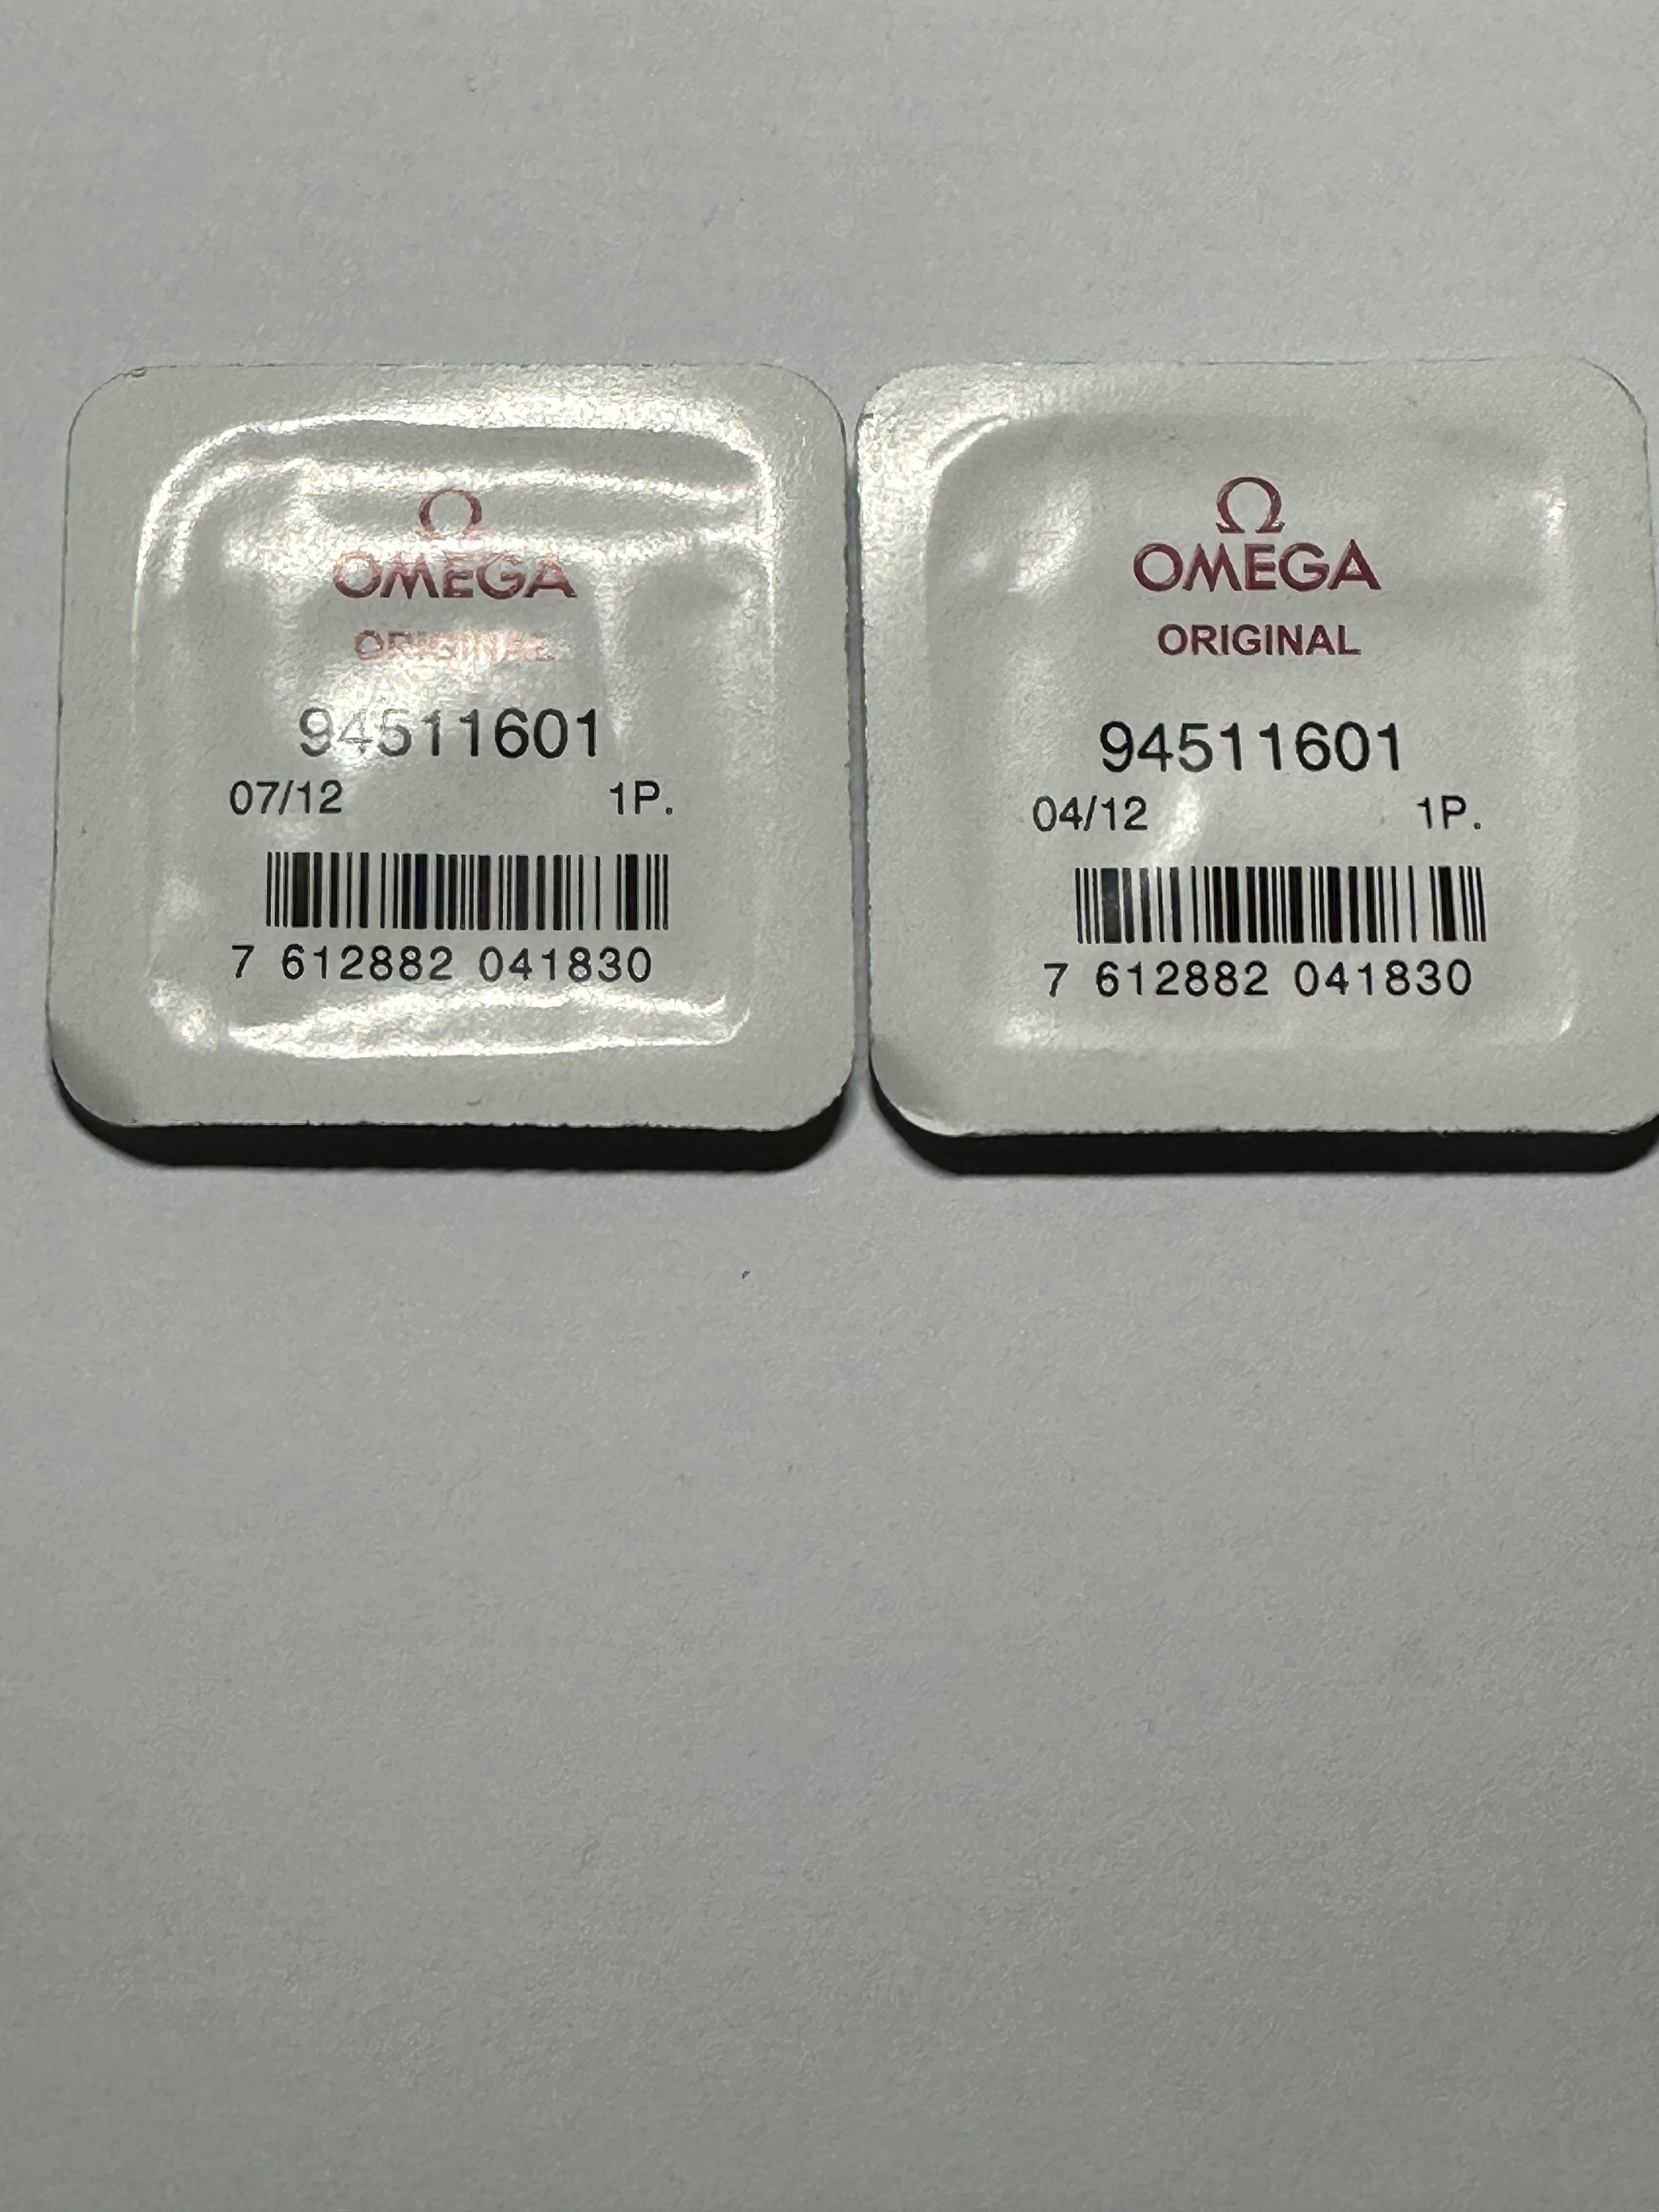 Ω
OMEGA
ORIGINAL
94511601
07/12 1P.
7 612882 041830
Ω
OMEGA
ORIGINAL
94511601
04/12 1P.
7 612882 041830